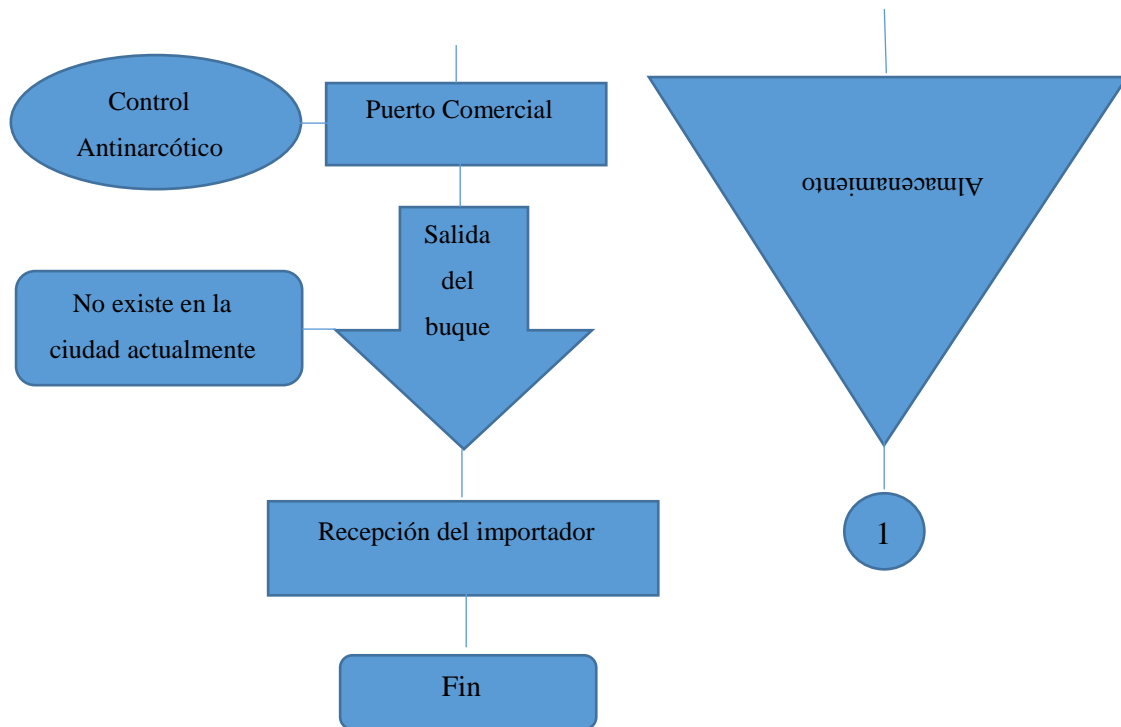 Control
Antinarcótico
Puerto Comercial
Salida
del
buque
No existe en la
ciudad actualmente
Recepción del importador
Fin
Almacenamiento
1